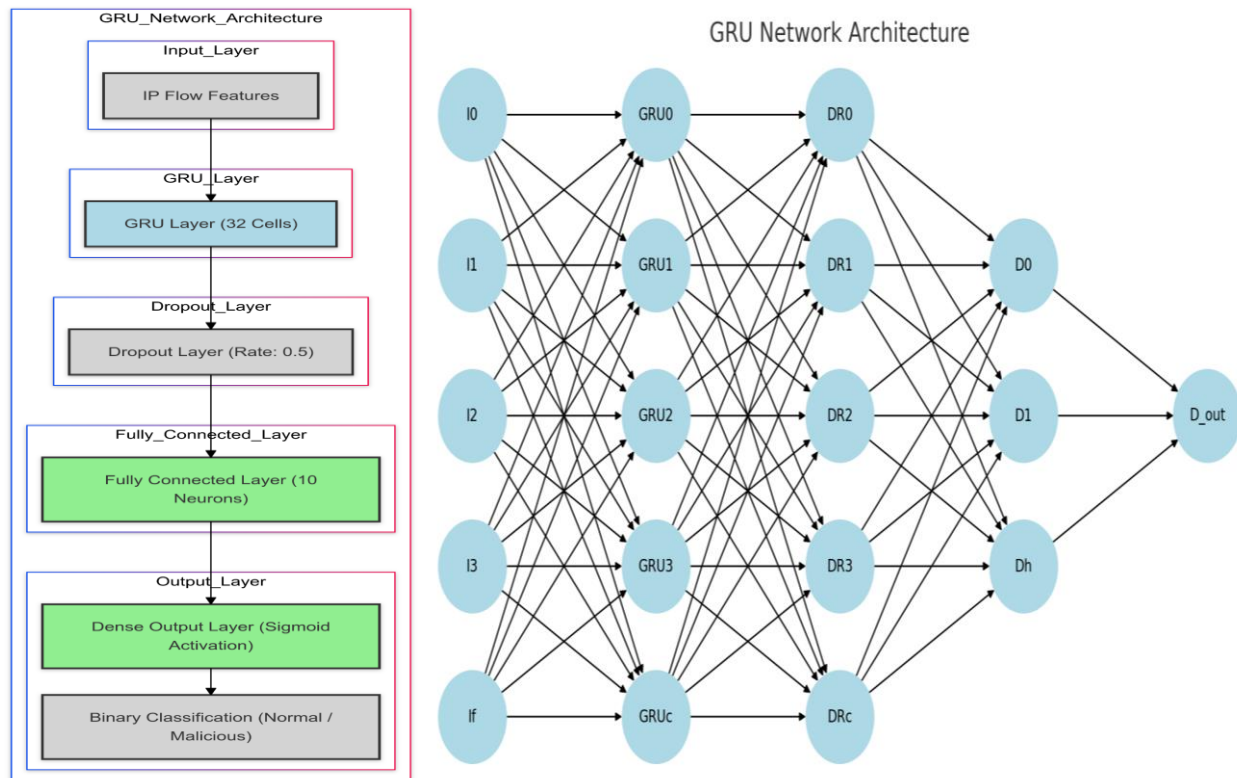 GRU_Network_Architecture
Input_Layer
IP Flow Features
GRU_Layer
GRU Layer (32 Cells)
Dropout_Layer
Dropout Layer (Rate: 0.5)
Fully_Connected_Layer
Fully Connected Layer (10
Neurons)
Output_Layer
Dense Output Layer (Sigmoid
Activation)
Binary Classification (Normal /
Malicious)
GRU Network Architecture
I0
GRU0
DR0
I1
GRU1
DR1
D0
I2
GRU2
DR2
D1
D_out
I3
GRU3
DR3
Dh
If
GRUc
DRc